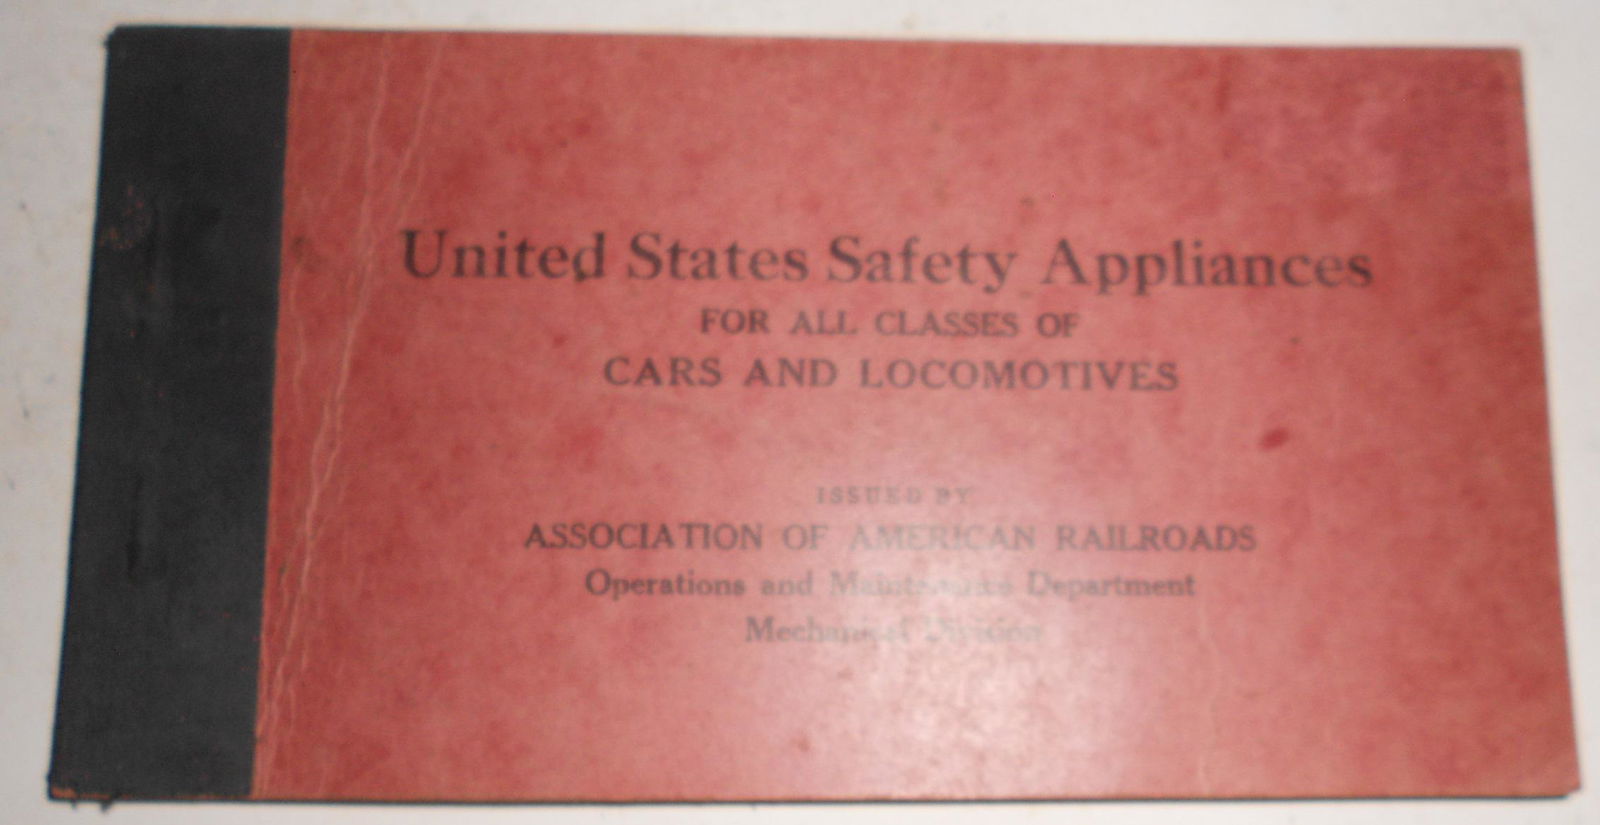 United States Safety Appliances
FOR ALL CLASSES OF
CARS AND LOCOMOTIVES
ISSUED BY
ASSOCIATION OF AMERICAN RAILROADS
Operations and Maintenance Department
Mechanical Division